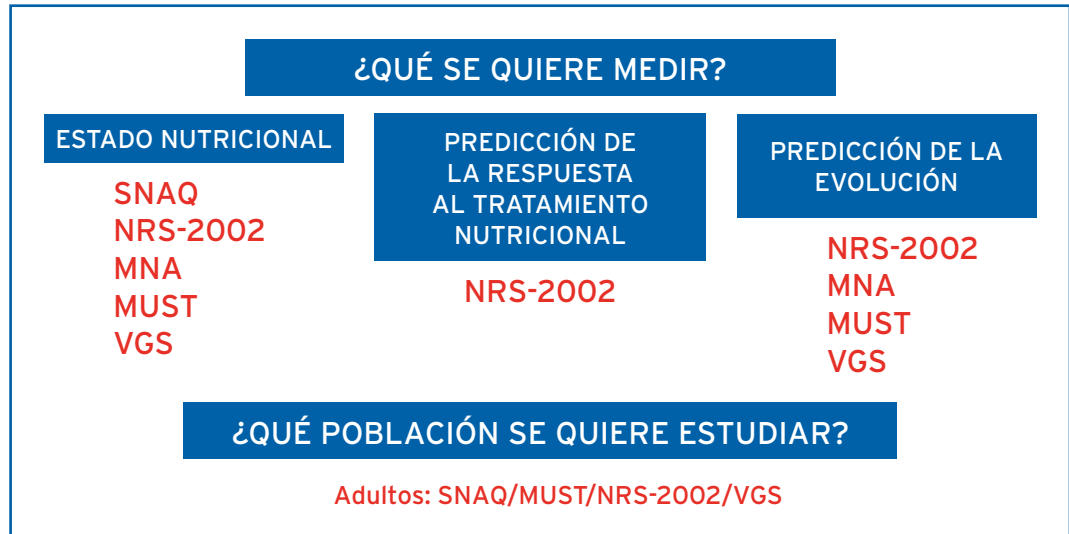 ¿QUÉ SE QUIERE MEDIR?
ESTADO NUTRICIONAL
SNAQ
NRS-2002
MNA
MUST
VGS
PREDICCIÓN DE
LA RESPUESTA
AL TRATAMIENTO
NUTRICIONAL
NRS-2002
PREDICCIÓN DE LA
EVOLUCIÓN
NRS-2002
MNA
MUST
VGS
¿QUÉ POBLACIÓN SE QUIERE ESTUDIAR?
Adultos: SNAQ/MUST/NRS-2002/VGS